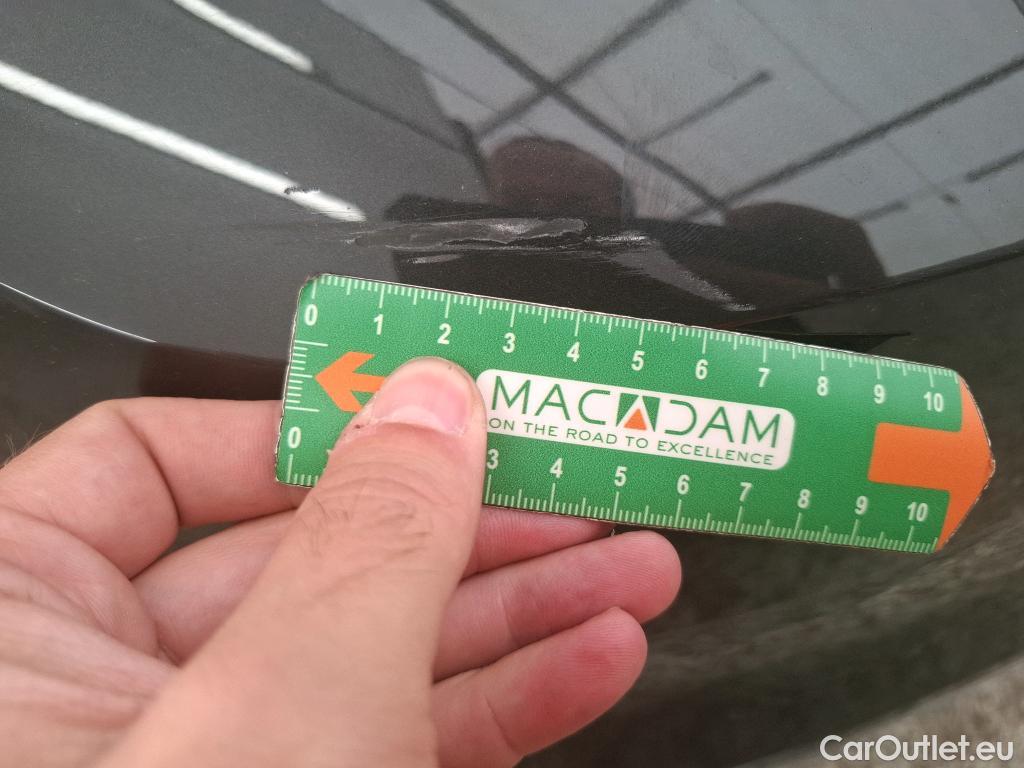 0 1 2 3 4 5 6 7 8 9 10
MACADAM
ON THE ROAD TO EXCELLENCE
0 3 4 5 6 7 8 9 10
CarOutlet.eu